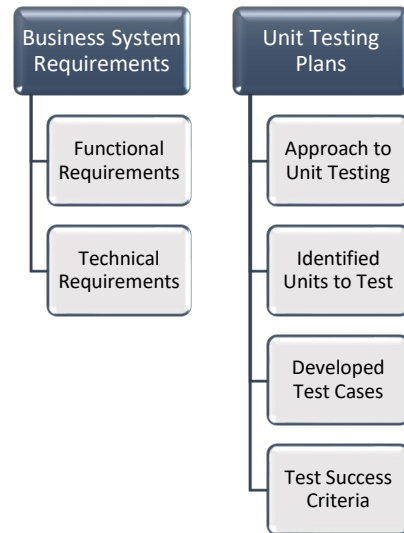 Business System
Requirements
Functional
Requirements
Technical
Requirements
Unit Testing
Plans
Approach to
Unit Testing
Identified
Units to Test
Developed
Test Cases
Test Success
Criteria